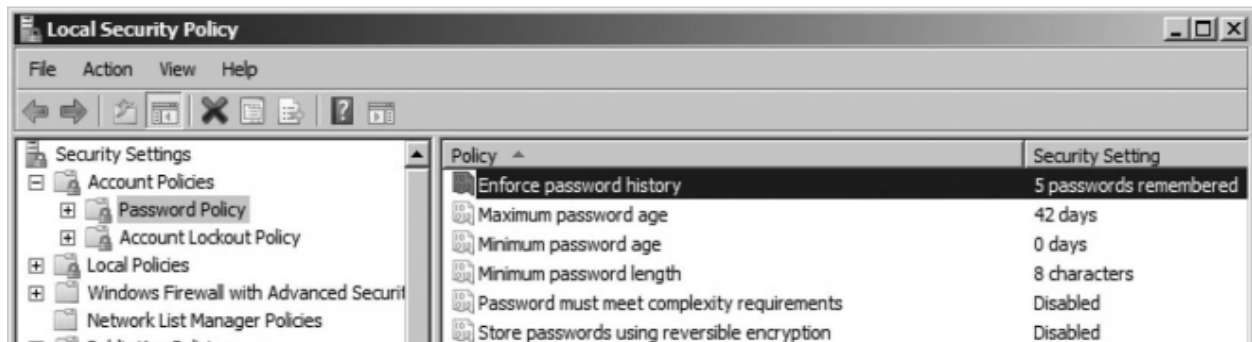 Local Security Policy
File Action View Help
Security Settings
Account Policies
Password Policy
Account Lockout Policy
Local Policies
Windows Firewall with Advanced Securit
Network List Manager Policies
Policy Security Setting
Enforce password history 5 passwords remembered
Maximum password age 42 days
Minimum password age 0 days
Minimum password length 8 characters
Password must meet complexity requirements Disabled
Store passwords using reversible encryption Disabled